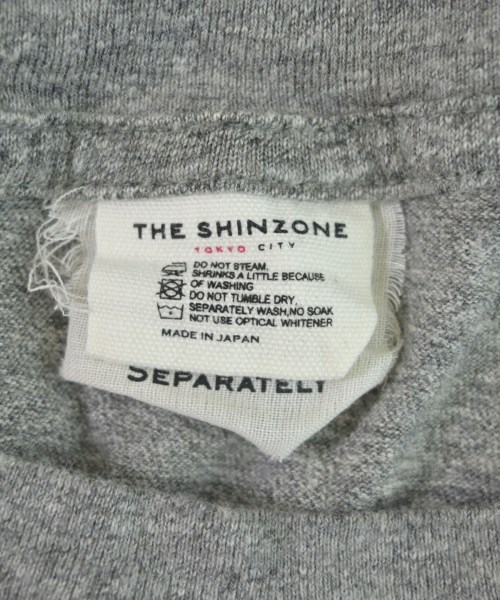 THE SHINZONE
TOKYO CITY
DO NOT STEAM,
SHRINKS A LITTLE BECAUSE
OF WASHING
DO NOT TUMBLE DRY,
SEPARATELY WASH, NO SOAK
NOT USE OPTICAL WHITENER
MADE IN JAPAN
SEPARATELY